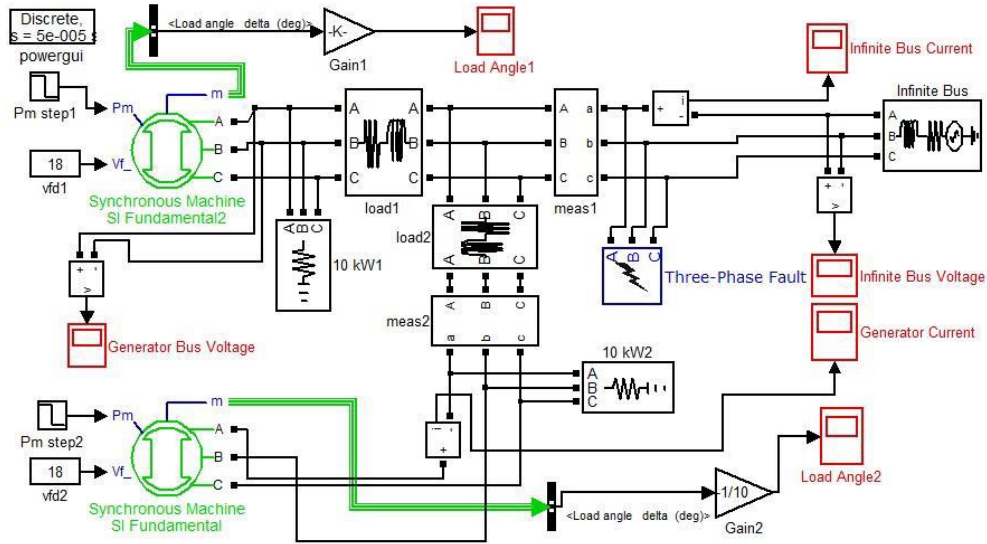 Discrete,
s = 5e-005 s
powergui
<Load angle delta (deg)>
-K-
Gain1
Load Angle1
Infinite Bus Current
Infinite Bus
Pm step1
Pm
m
A
B
C
18
vfd1
Vf_
Synchronous Machine
SI Fundamental2
A
B
C
A
B
C
load1
A
B
C
a
b
c
meas1
+
i
-
A
B
C
A B C
10 kW1
A B C
load2
A B C
A B C
Three-Phase Fault
+ -
v
Infinite Bus Voltage
+ -
v
Generator Bus Voltage
meas2
A B C
a b c
Generator Current
10 kW2
A
B
C
Pm step2
Pm
m
A
B
C
18
vfd2
Vf_
Synchronous Machine
SI Fundamental
i -
+
<Load angle delta (deg)>
-1/10
Gain2
Load Angle2